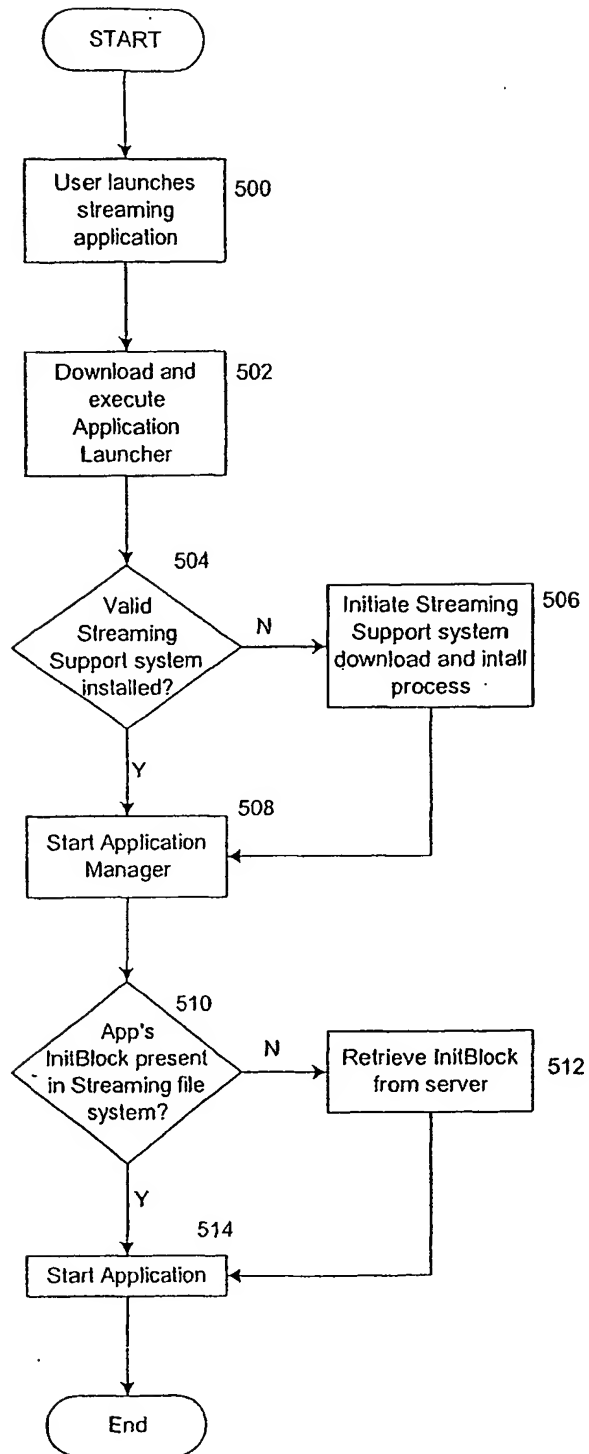 START
User launches
streaming
application
500
Download and
execute
Application
Launcher
502
504
Valid
Streaming
Support system
installed?
N
Y
Initiate Streaming
Support system
download and intall
process
506
508
Start Application
Manager
510
App's
InitBlock present
in Streaming file
system?
N
Y
Retrieve InitBlock
from server
512
514
Start Application
End